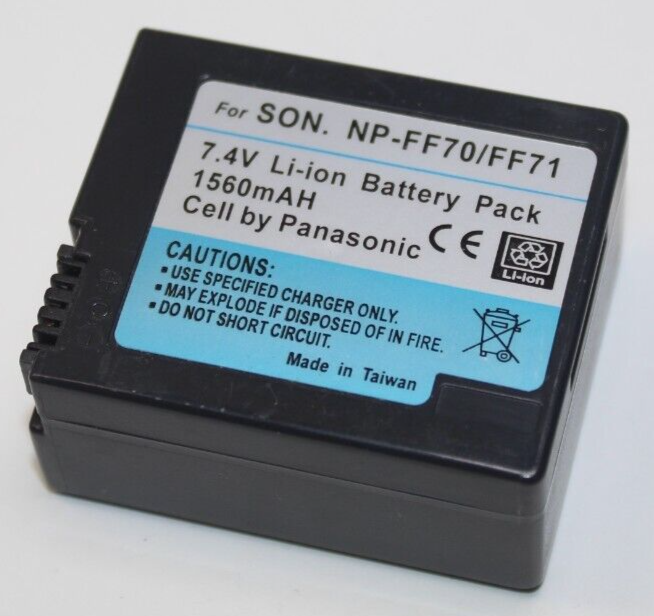 For SON. NP-FF70/FF71
7.4V Li-ion Battery Pack
1560mAH
Cell by Panasonic CE
Li-ion
CAUTIONS:
▪ USE SPECIFIED CHARGER ONLY.
▪ MAY EXPLODE IF DISPOSED OF IN FIRE.
▪ DO NOT SHORT CIRCUIT.
Made in Taiwan